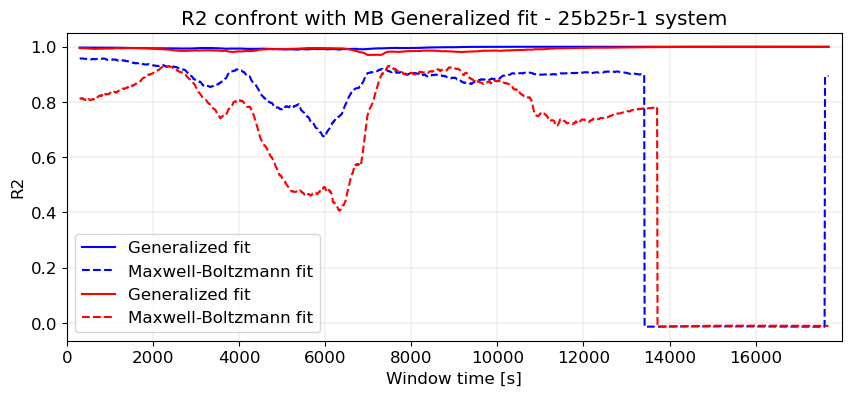 R2 confront with MB Generalized fit - 25b25r-1 system
1.0
0.8
0.6
0.4
0.2
0.0
R2
Generalized fit
Maxwell-Boltzmann fit
Generalized fit
Maxwell-Boltzmann fit
0 2000 4000 6000 8000 10000 12000 14000 16000
Window time [s]